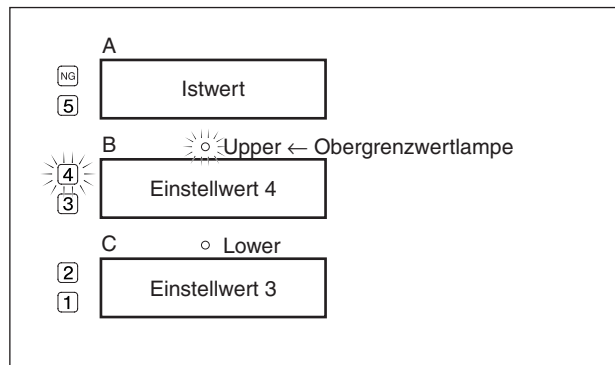 A
NG
Istwert
5
B
Upper ← Obergrenzwertlampe
4
Einstellwert 4
3
C
Lower
2
Einstellwert 3
1